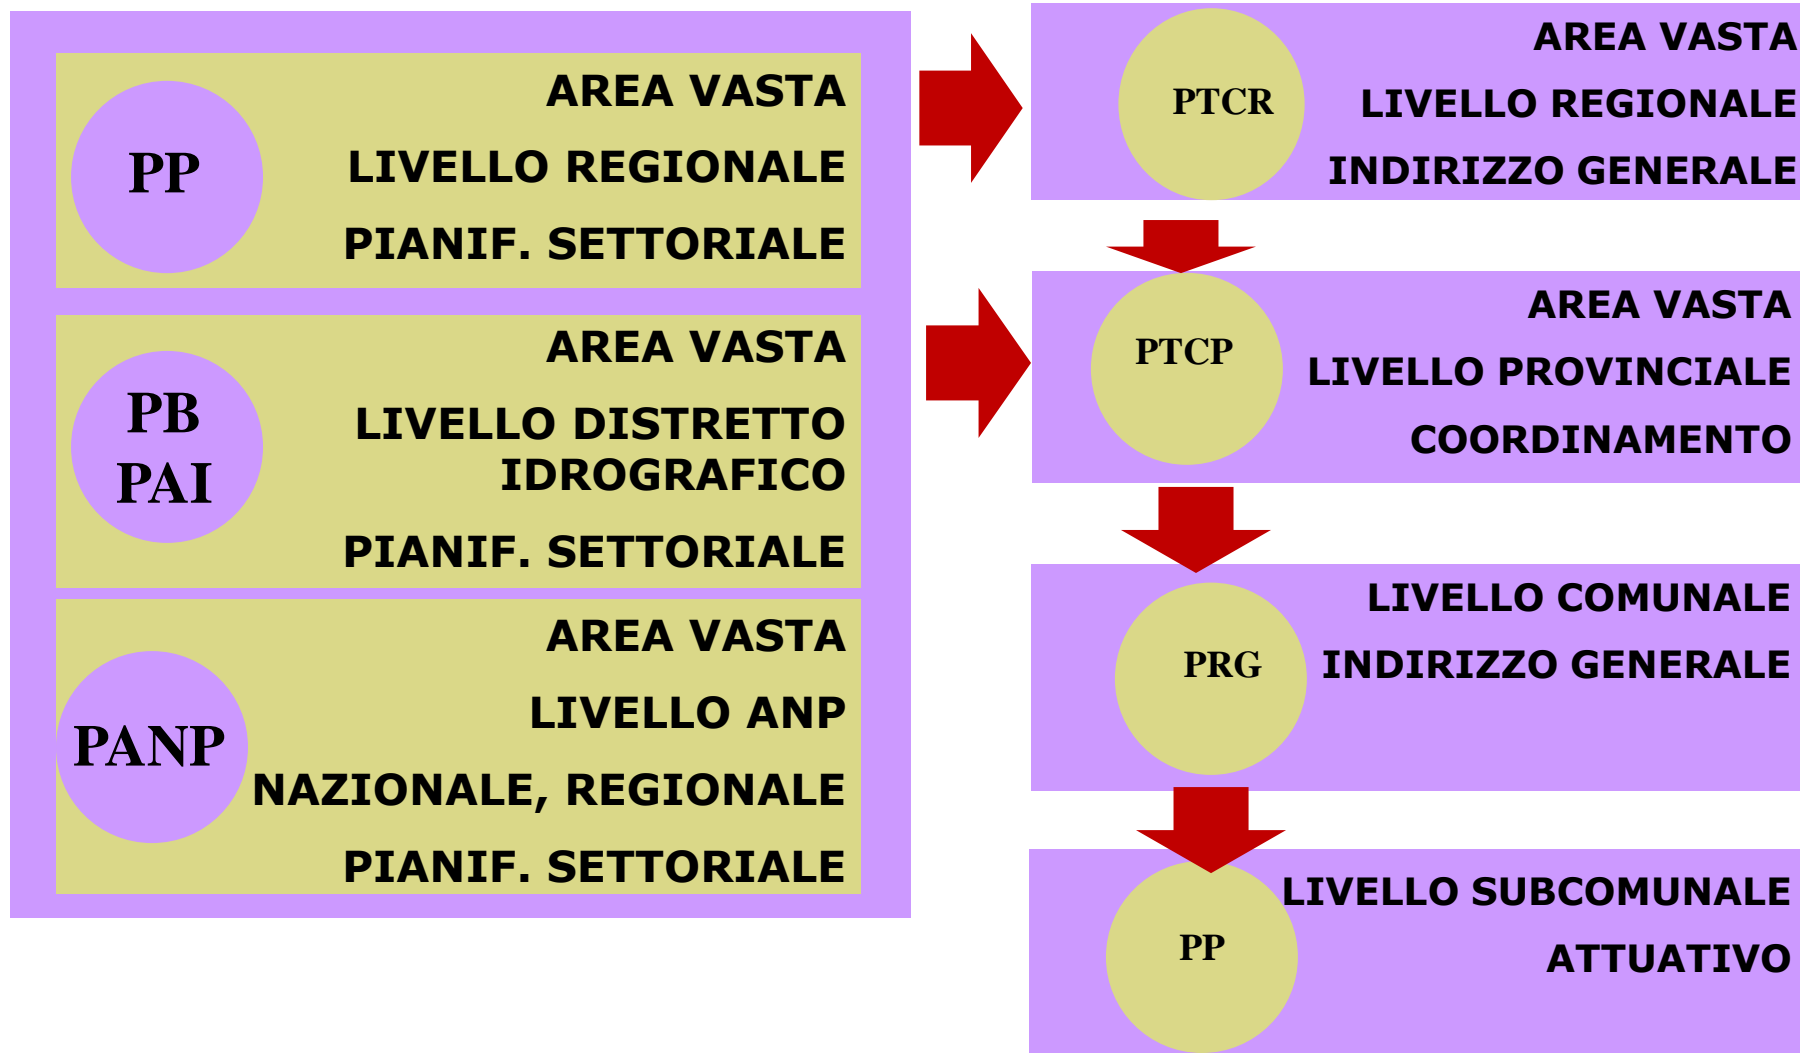 PP
AREA VASTA
LIVELLO REGIONALE
PIANIF. SETTORIALE
PB
PAI
AREA VASTA
LIVELLO DISTRETTO
IDROGRAFICO
PIANIF. SETTORIALE
PANP
AREA VASTA
LIVELLO ANP
NAZIONALE, REGIONALE
PIANIF. SETTORIALE
PTCR
AREA VASTA
LIVELLO REGIONALE
INDIRIZZO GENERALE
PTCP
AREA VASTA
LIVELLO PROVINCIALE
COORDINAMENTO
PRG
LIVELLO COMUNALE
INDIRIZZO GENERALE
PP
LIVELLO SUBCOMUNALE
ATTUATIVO